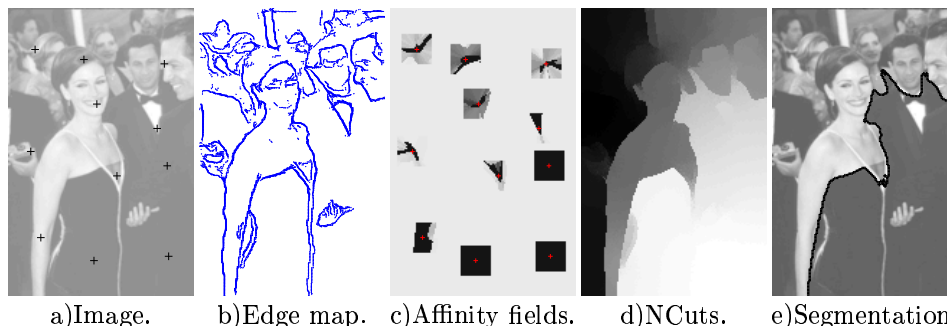 a)Image. b)Edge map. c)Affinity fields. d)NCuts. e)Segmentation